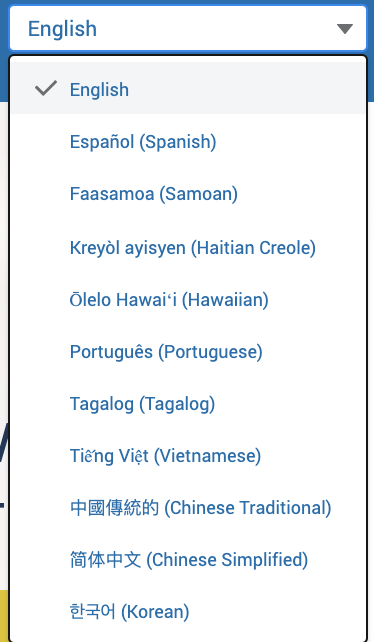 English
English
Español (Spanish)
Faasamoa (Samoan)
Kreyòl ayisyen (Haitian Creole)
Ōlelo Hawaiʻi (Hawaiian)
Português (Portuguese)
Tagalog (Tagalog)
Tiếng Việt (Vietnamese)
中國傳統的 (Chinese Traditional)
简体中文 (Chinese Simplified)
한국어 (Korean)